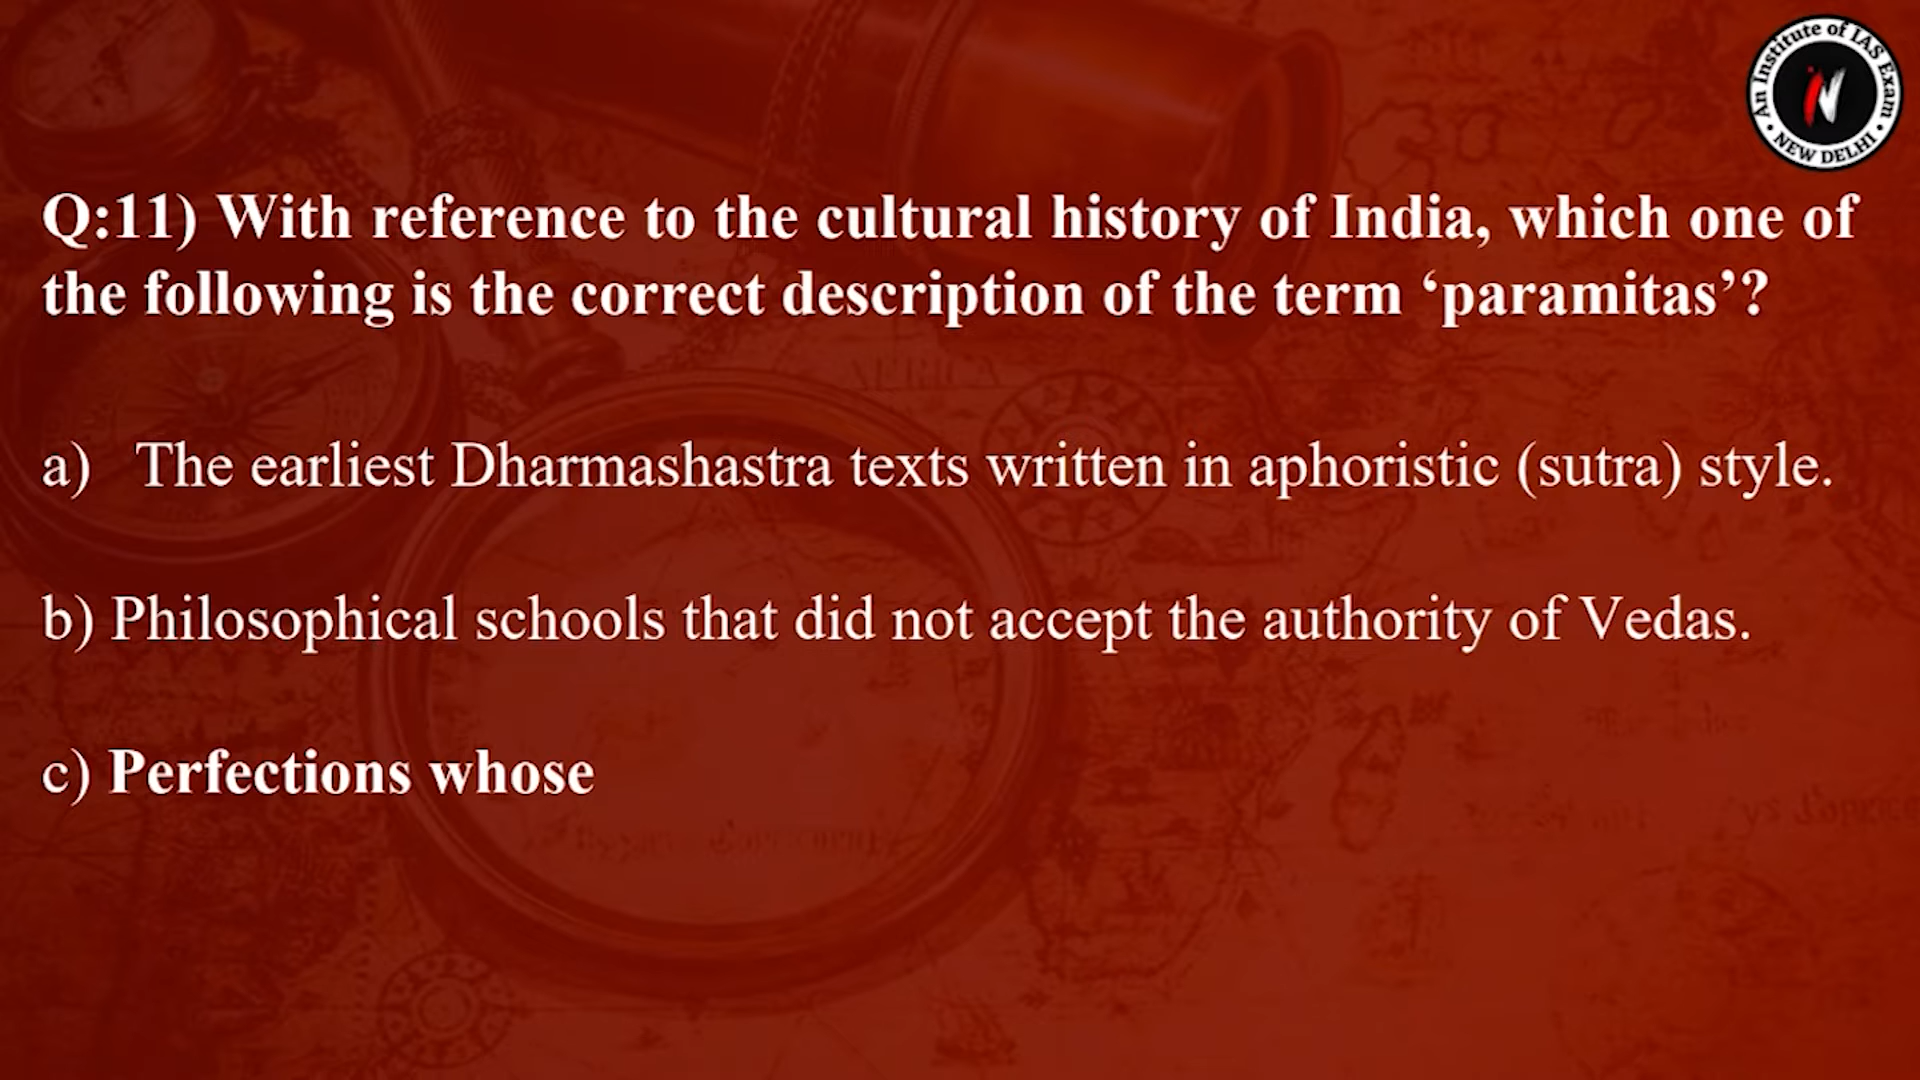 An Institute of IAS Exam
• NEW DELHI •
Q:11) With reference to the cultural history of India, which one of
the following is the correct description of the term ‘paramitas’?
a) The earliest Dharmashastra texts written in aphoristic (sutra) style.
b) Philosophical schools that did not accept the authority of Vedas.
c) Perfections whose